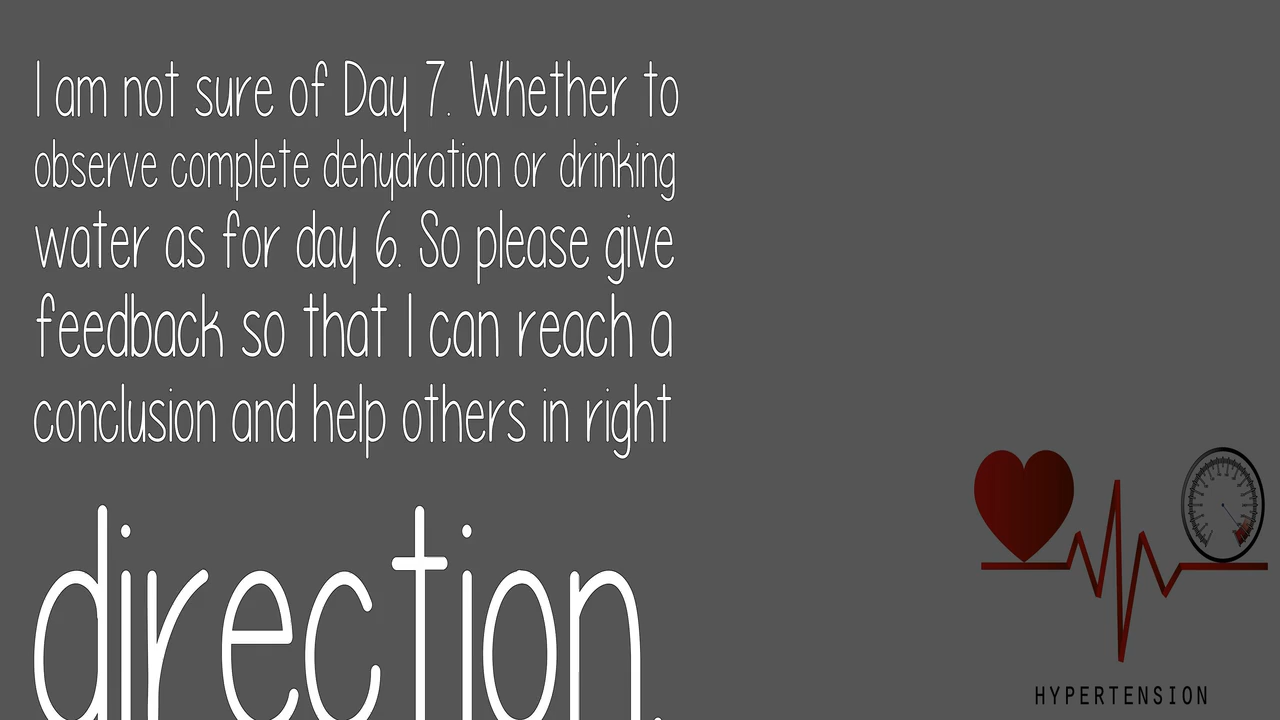 I am not sure of Day 7. Whether to
observe complete dehydration or drinking
water as for day 6. So please give
feedback so that I can reach a
conclusion and help others in right
direction.
HYPERTENSION